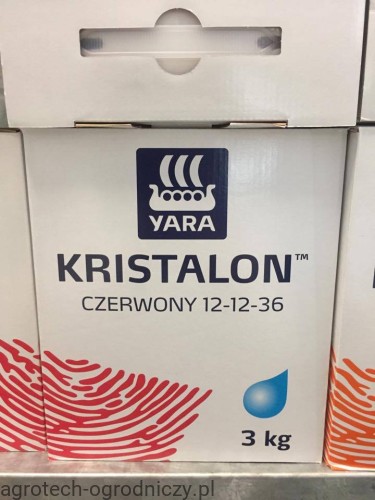 YARA
KRISTALON™
CZERWONY 12-12-36
3 kg
agrotech-ogrodniczy.pl